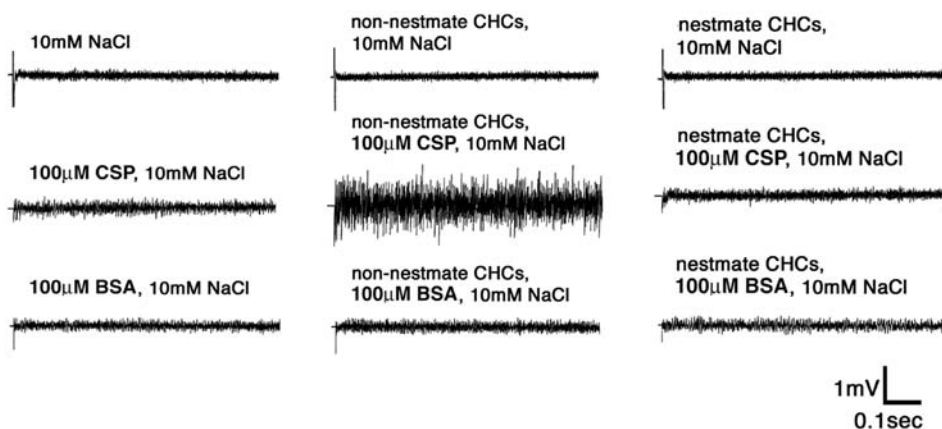 10mM NaCl
non-nestmate CHCs,
10mM NaCl
nestmate CHCs,
10mM NaCl
100µM CSP, 10mM NaCl
non-nestmate CHCs,
100µM CSP, 10mM NaCl
nestmate CHCs,
100µM CSP, 10mM NaCl
100µM BSA, 10mM NaCl
non-nestmate CHCs,
100µM BSA, 10mM NaCl
nestmate CHCs,
100µM BSA, 10mM NaCl
1mV
0.1sec